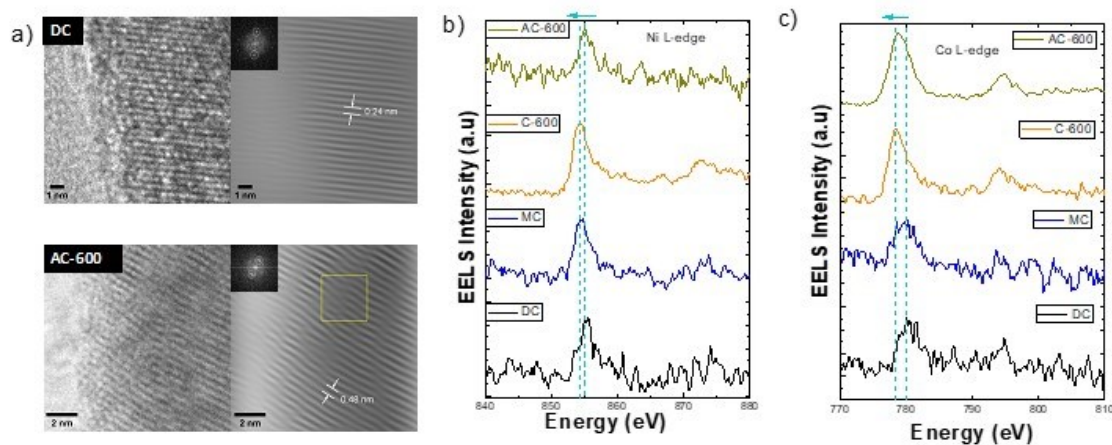 a)
DC
0.24 nm
1 nm
1 nm
AC-600
0.48 nm
2 nm
2 nm
b)
EELS Intensity (a.u)
AC-600
Ni L-edge
C-600
MC
DC
840 850 860 870 880
Energy (eV)
c)
EELS Intensity (a.u)
AC-600
Co L-edge
C-600
MC
DC
770 780 790 800 810
Energy (eV)